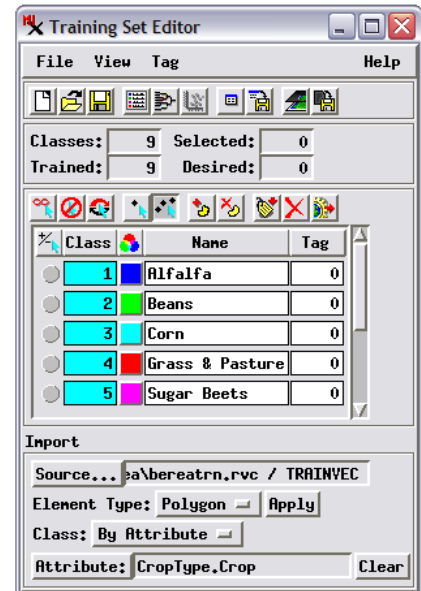 Training Set Editor
File View Tag Help
Classes: 9 Selected: 0
Trained: 9 Desired: 0
Class Name Tag
1 Alfalfa 0
2 Beans 0
3 Corn 0
4 Grass & Pasture 0
5 Sugar Beets 0
Import
Source... ea\bereatrn.rvc / TRAINVEC
Element Type: Polygon Apply
Class: By Attribute
Attribute: CropType.Crop Clear